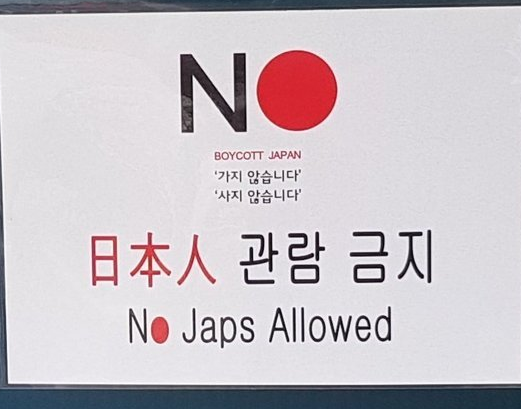 NO
BOYCOTT JAPAN
'가지 않습니다'
'사지 않습니다'
日本人 관람 금지
No Japs Allowed